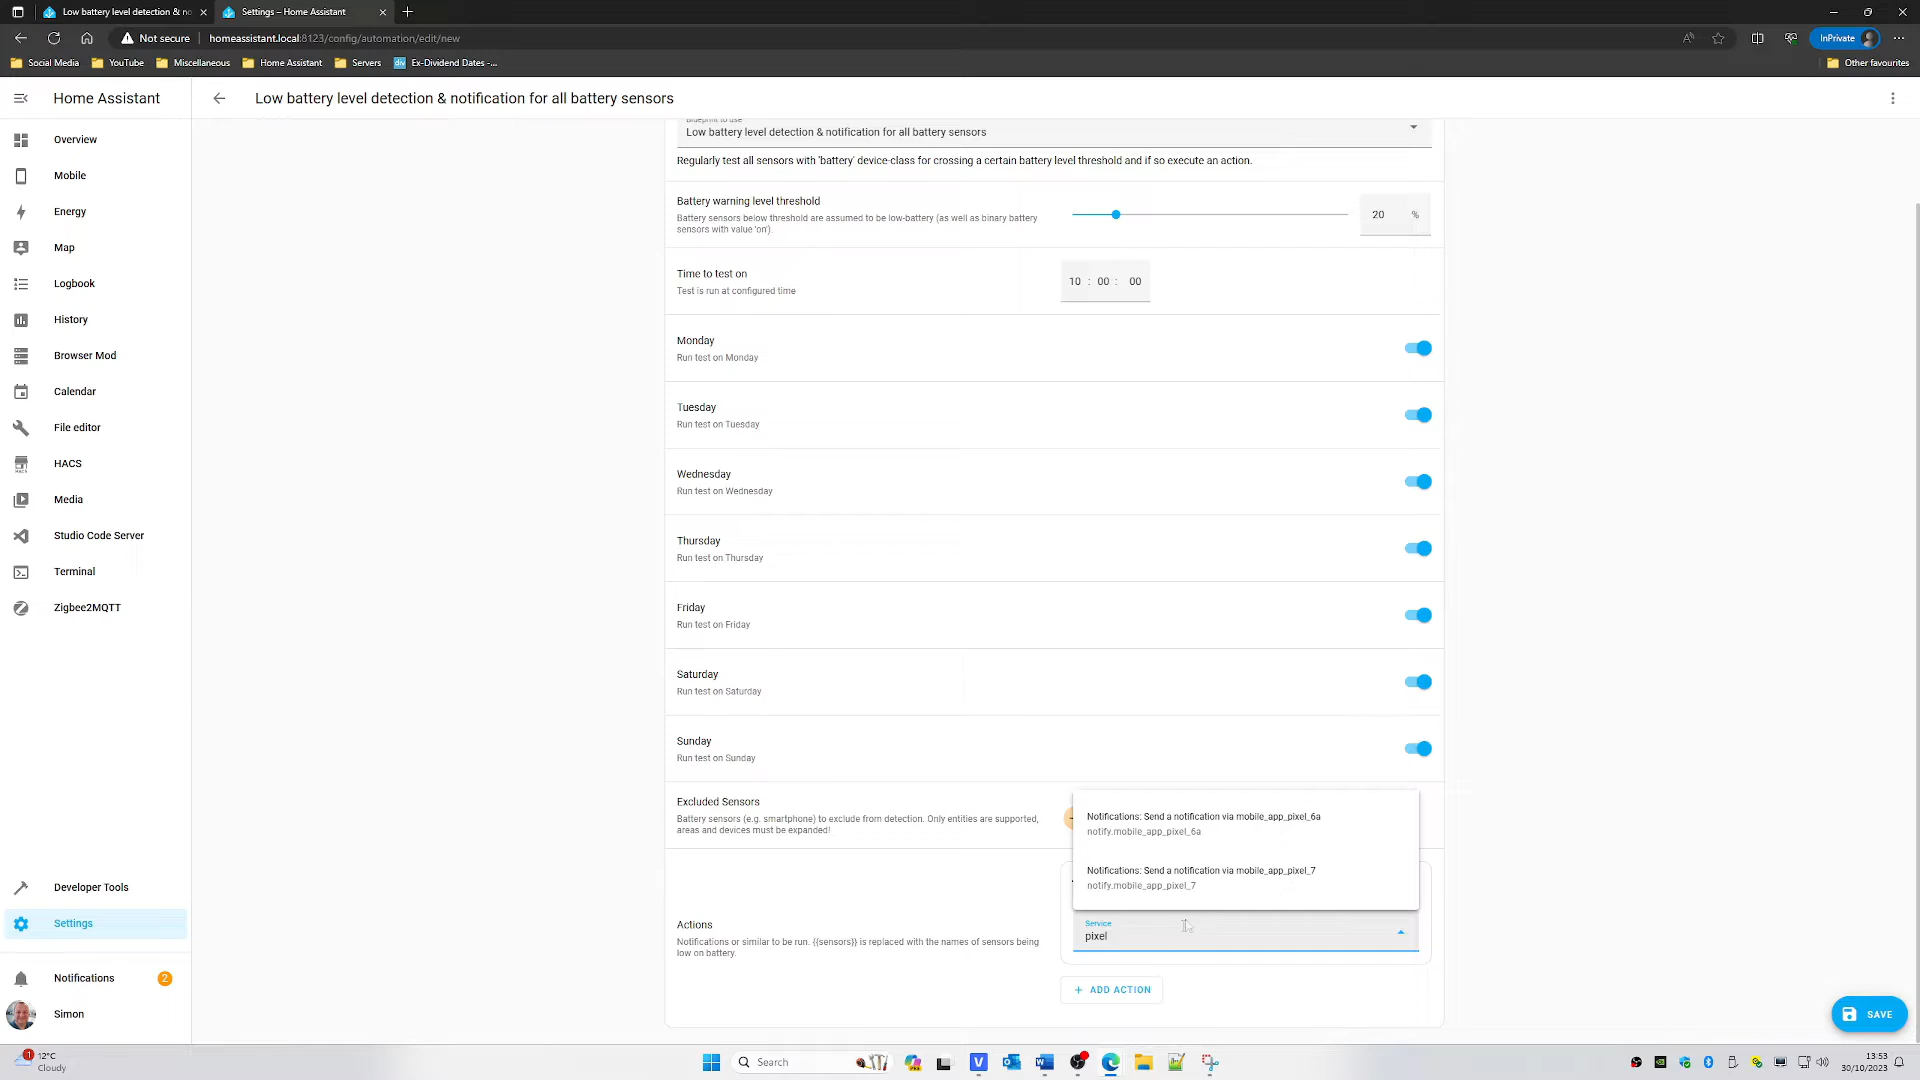 Low battery level detection & no
Settings – Home Assistant
Not secure
homeassistant.local:8123/config/automation/edit/new
InPrivate
Social Media
YouTube
Miscellaneous
Home Assistant
Servers
div
Ex-Dividend Dates -...
Other favourites
Home Assistant
Low battery level detection & notification for all battery sensors
Overview
Mobile
Energy
Map
Logbook
History
Browser Mod
Calendar
File editor
HACS
HACS
Media
Studio Code Server
Terminal
Zigbee2MQTT
Developer Tools
Settings
Notifications
2
Simon
Blueprint to use
Low battery level detection & notification for all battery sensors
Regularly test all sensors with 'battery' device-class for crossing a certain battery level threshold and if so execute an action.
Battery warning level threshold
Battery sensors below threshold are assumed to be low-battery (as well as binary battery
sensors with value 'on').
20 %
Time to test on
Test is run at configured time
10 : 00 : 00
Monday
Run test on Monday
Tuesday
Run test on Tuesday
Wednesday
Run test on Wednesday
Thursday
Run test on Thursday
Friday
Run test on Friday
Saturday
Run test on Saturday
Sunday
Run test on Sunday
Excluded Sensors
Battery sensors (e.g. smartphone) to exclude from detection. Only entities are supported,
areas and devices must be expanded!
Notifications: Send a notification via mobile_app_pixel_6a
notify.mobile_app_pixel_6a
Notifications: Send a notification via mobile_app_pixel_7
notify.mobile_app_pixel_7
Actions
Notifications or similar to be run. {{sensors}} is replaced with the names of sensors being
low on battery.
Service
pixel
+ ADD ACTION
SAVE
1
12°C
Cloudy
Search
13:53
30/10/2023